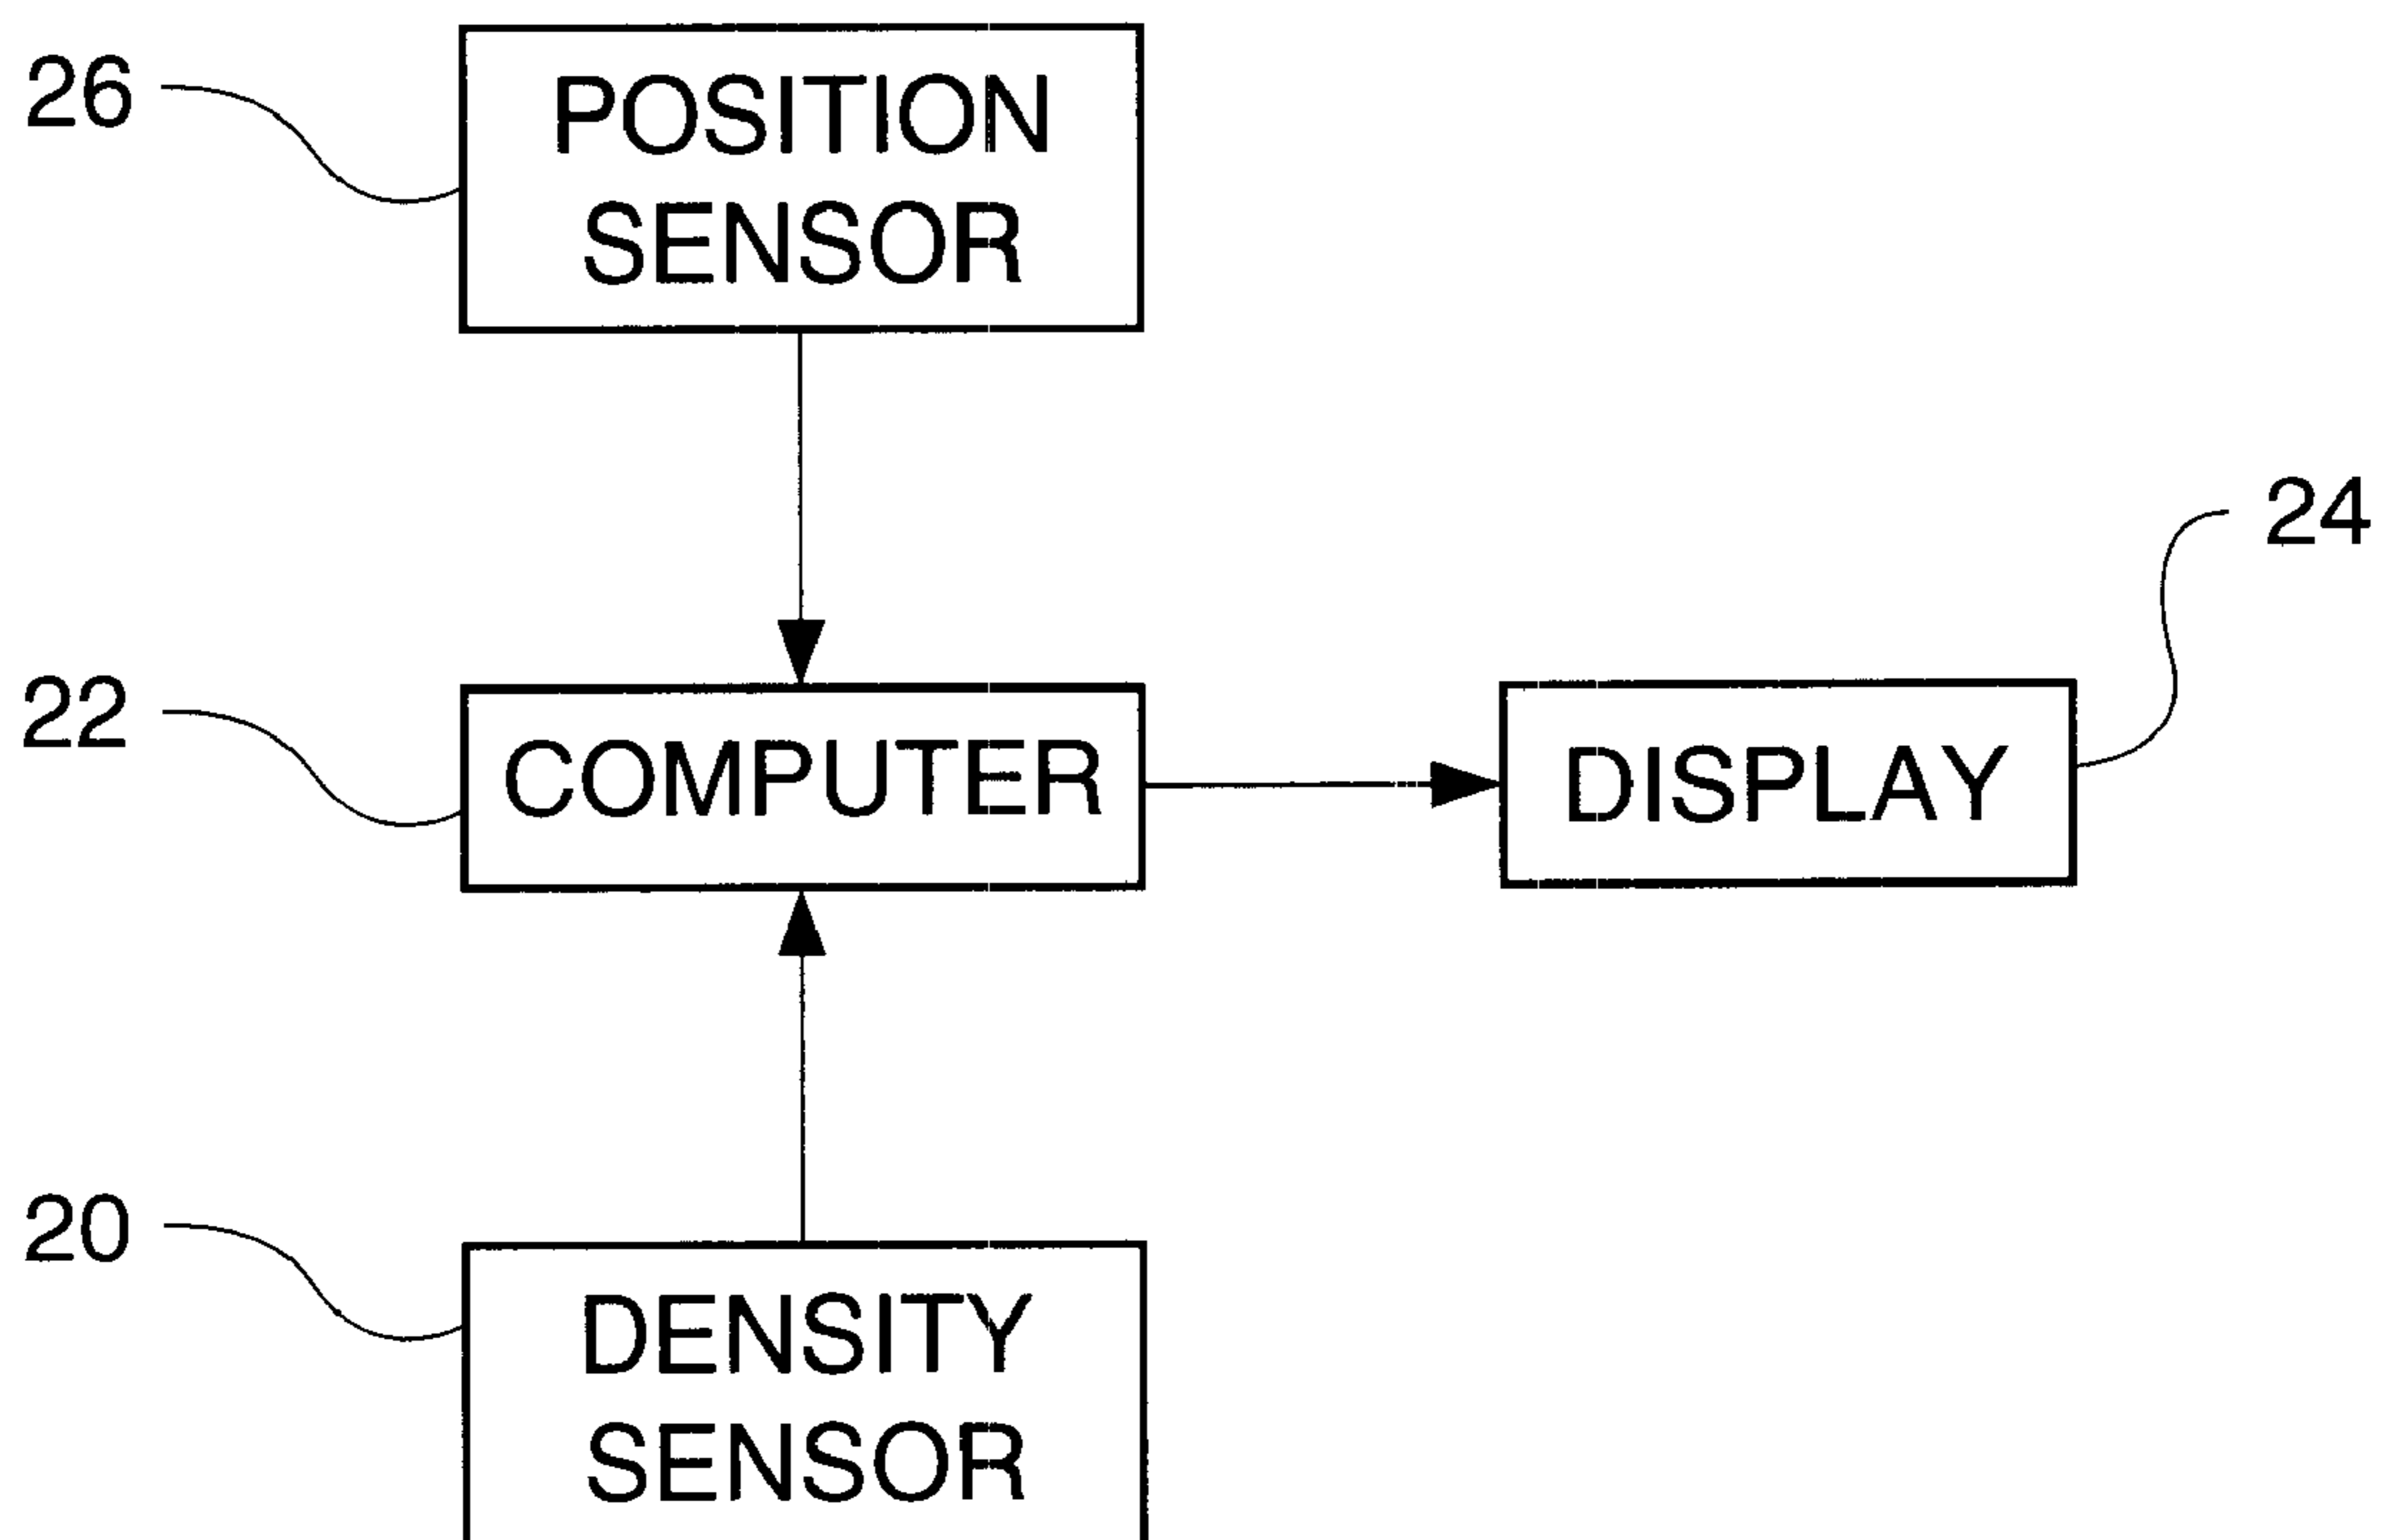 26
POSITION
SENSOR
24
22
COMPUTER
DISPLAY
20
DENSITY
SENSOR